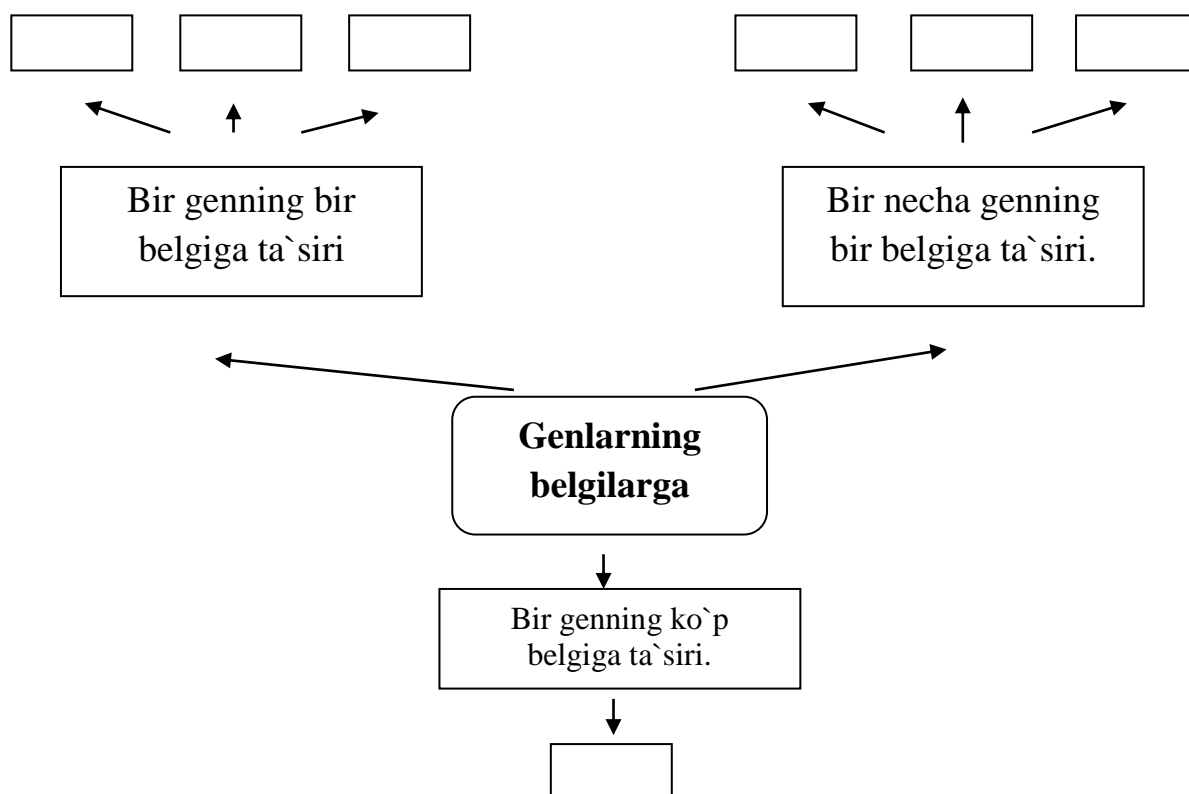 Bir genning bir
belgiga ta`siri
Bir necha genning
bir belgiga ta`siri.
Genlarning
belgilarga
Bir genning ko`p
belgiga ta`siri.